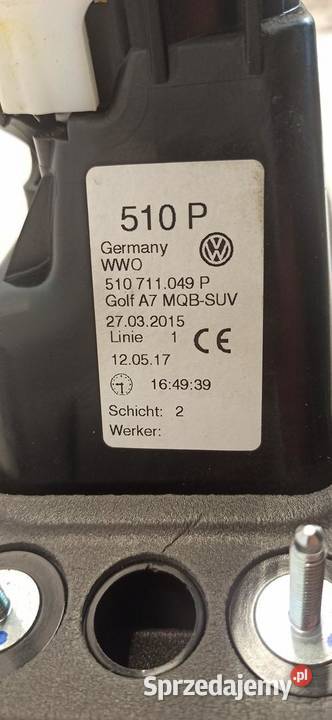 510 P
Germany
WWO
510 711.049 P
Golf A7 MQB-SUV
27.03.2015
Linie 1 CE
12.05.17
16:49:39
Schicht: 2
Werker:
Sprzedajemy.pl